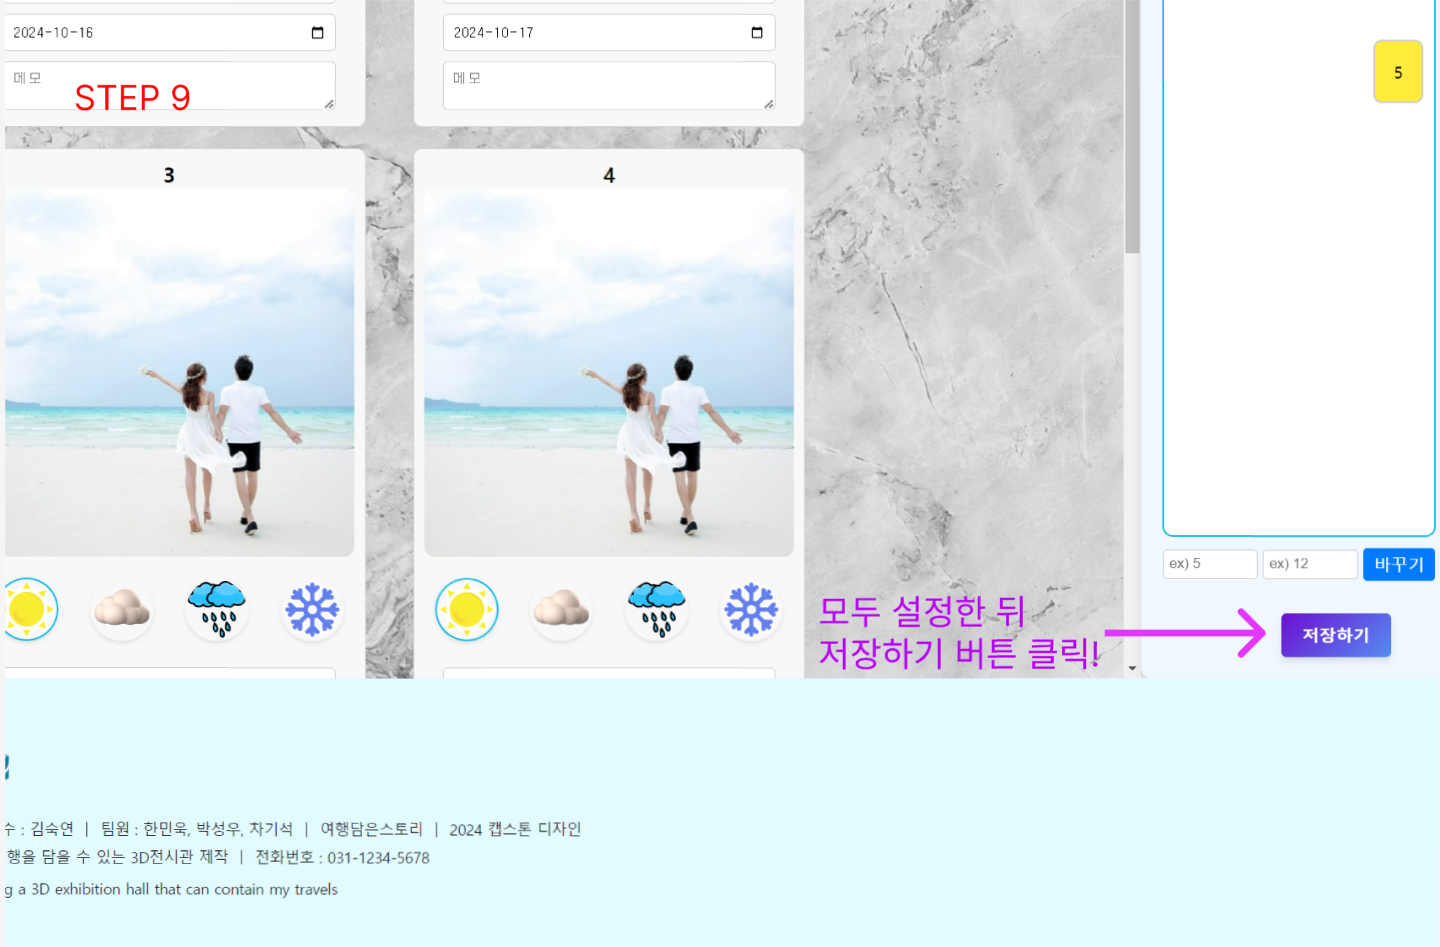 2024-10-16
2024-10-17
메모
메모
STEP 9
5
3
4
ex) 5
ex) 12
바꾸기
모두 설정한 뒤
저장하기 버튼 클릭!
저장하기
수 : 김숙연 | 팀원 : 한민욱, 박성우, 차기석 | 여행담은스토리 | 2024 캡스톤 디자인
행을 담을 수 있는 3D전시관 제작 | 전화번호 : 031-1234-5678
g a 3D exhibition hall that can contain my travels